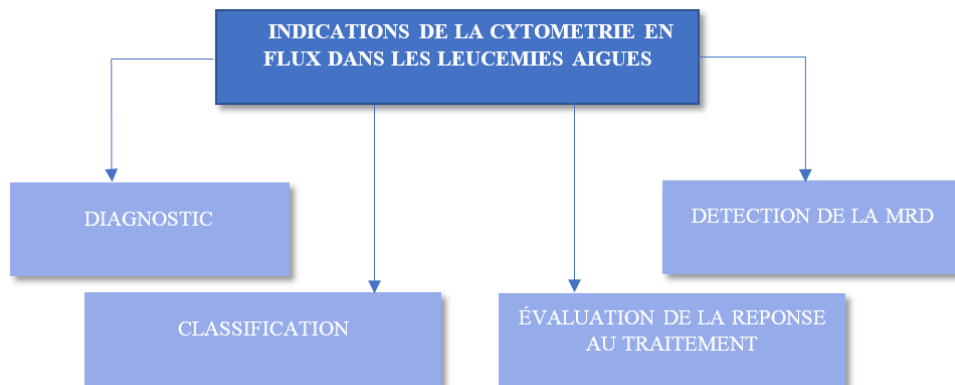 INDICATIONS DE LA CYTOMETRIE EN
FLUX DANS LES LEUCEMIES AIGUES
DIAGNOSTIC
DETECTION DE LA MRD
CLASSIFICATION
ÉVALUATION DE LA REPONSE
AU TRAITEMENT